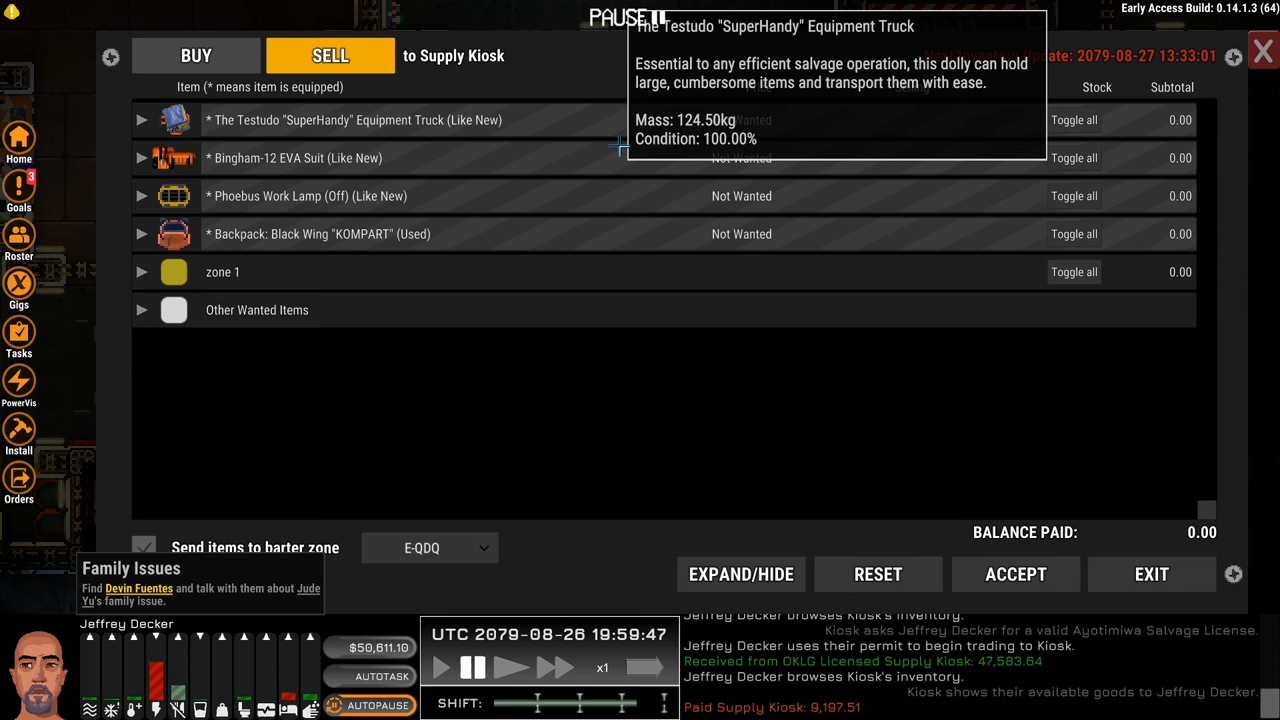 PAUSE
Early Access Build: 0.14.1.3 (64)
The Testudo "SuperHandy" Equipment Truck
Essential to any efficient salvage operation, this dolly can hold
large, cumbersome items and transport them with ease.
Mass: 124.50kg
Condition: 100.00%
BUY
SELL
to Supply Kiosk
Update: 2079-08-27 13:33:01
Item (* means item is equipped)
Stock
Subtotal
* The Testudo "SuperHandy" Equipment Truck (Like New)
Toggle all
0.00
* Bingham-12 EVA Suit (Like New)
Not Wanted
Toggle all
0.00
* Phoebus Work Lamp (Off) (Like New)
Not Wanted
Toggle all
0.00
* Backpack: Black Wing "KOMPART" (Used)
Not Wanted
Toggle all
0.00
zone 1
Toggle all
0.00
Other Wanted Items
Home
3
Goals
Roster
Gigs
Tasks
PowerVis
Install
Orders
BALANCE PAID:
0.00
Send items to barter zone
E-QDQ
EXPAND/HIDE
RESET
ACCEPT
EXIT
Family Issues
Find Devin Fuentes and talk with them about Jude
Yu's family issue.
Jeffrey Decker
$50,611.10
AUTOTASK
AUTOPAUSE
UTC 2079-08-26 19:59:47
x1
SHIFT:
Jeffrey Decker browses Kiosk's inventory.
Kiosk asks Jeffrey Decker for a valid Ayotimiwa Salvage License.
Jeffrey Decker uses their permit to begin trading to Kiosk.
Received from OKLG Licensed Supply Kiosk: 47,583.64
Jeffrey Decker browses Kiosk's inventory.
Kiosk shows their available goods to Jeffrey Decker.
Paid Supply Kiosk: 9,197.51